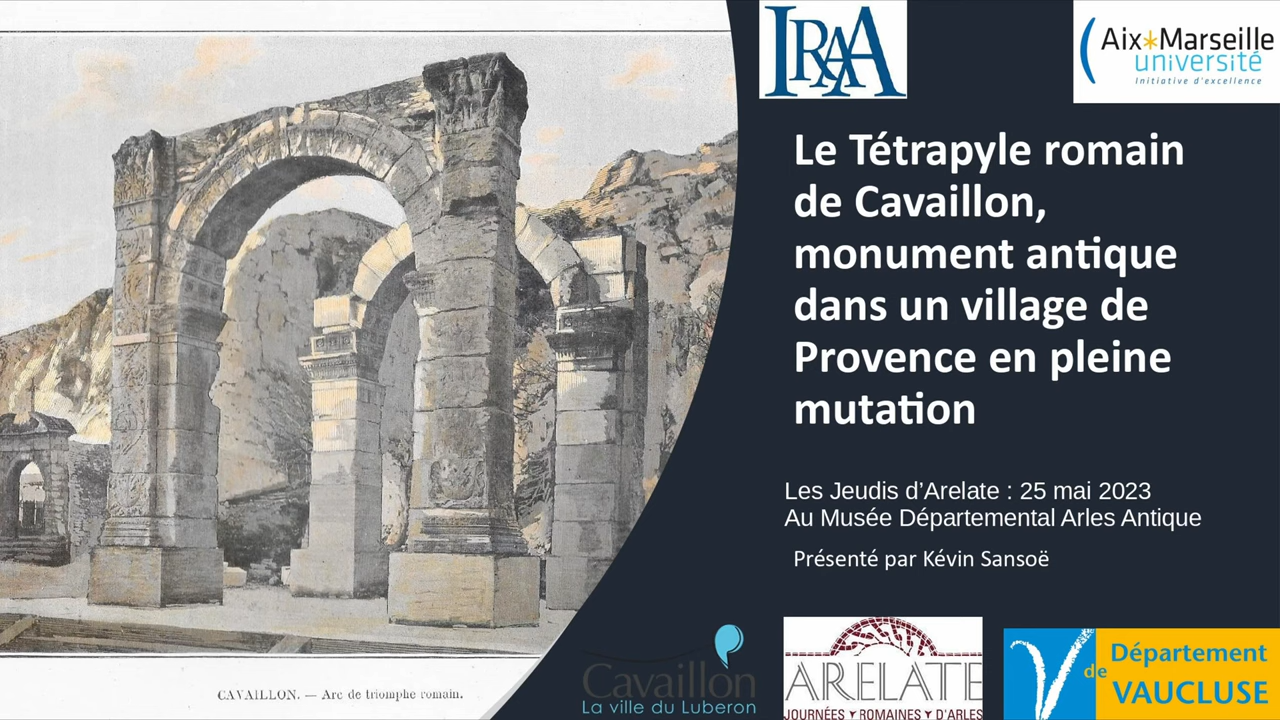 IRAA
Aix*Marseille
université
Initiative d'excellence
Le Tétrapyle romain
de Cavaillon,
monument antique
dans un village de
Provence en pleine
mutation
Les Jeudis d'Arelate : 25 mai 2023
Au Musée Départemental Arles Antique
Présenté par Kévin Sansoë
CAVAILLON. — Arc de triomphe romain.
Cavaillon
La ville du Luberon
ARELATE
JOURNÉES ROMAINES D'ARLES
Département
de
VAUCLUSE